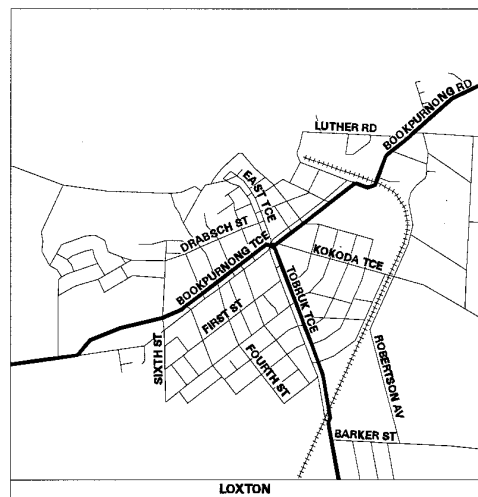 BOOKPURNONG RD
LUTHER RD
EAST TCE
DRABSCH ST
BOOKPURNONG TCE
KOKODA TCE
TOBRUK TCE
FIRST ST
SIXTH ST
FOURTH ST
ROBERTSON AV
BARKER ST
LOXTON